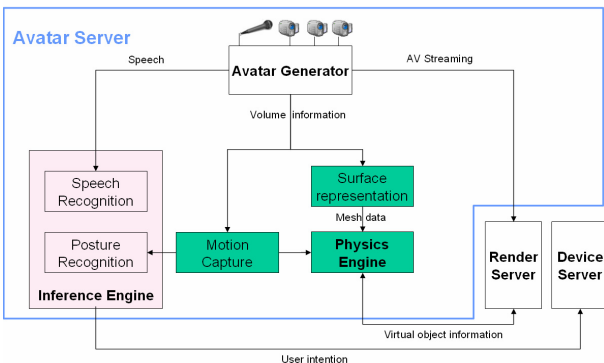 Avatar Server
Speech
Avatar Generator
AV Streaming
Volume information
Speech
Recognition
Surface
representation
Mesh data
Posture
Recognition
Motion
Capture
Physics
Engine
Render
Server
Device
Server
Inference Engine
Virtual object information
User intention